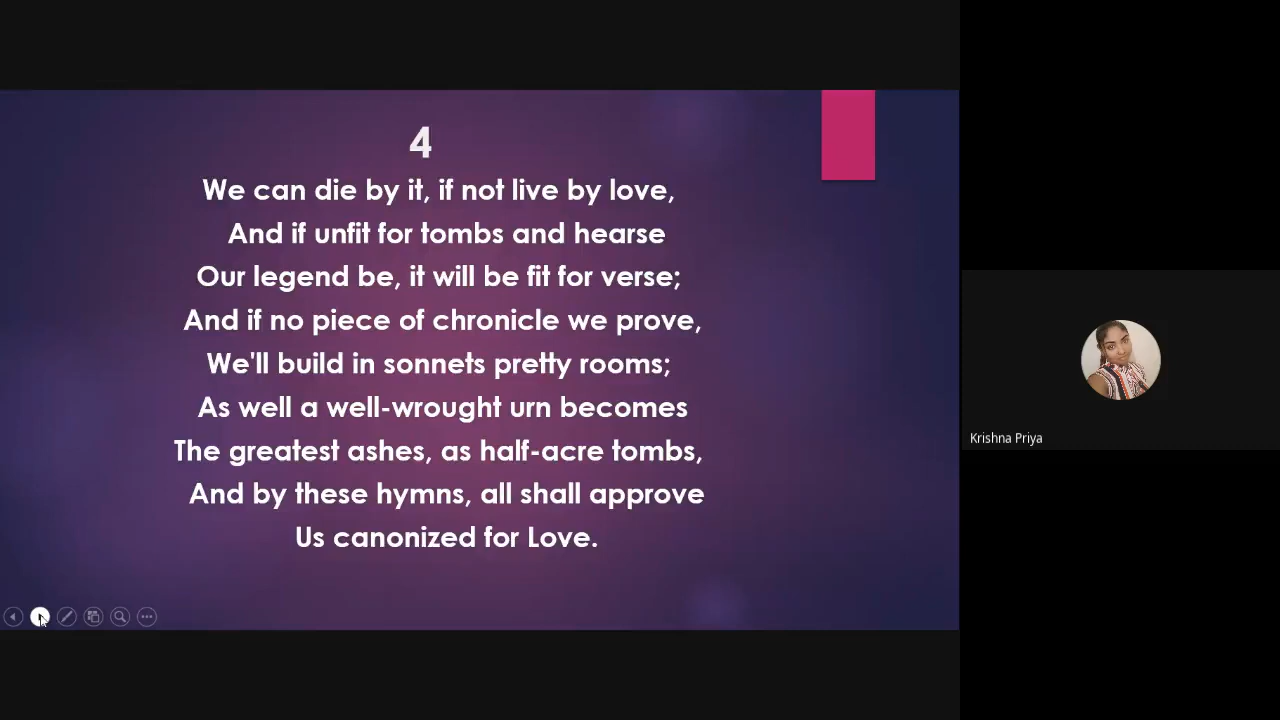 4
We can die by it, if not live by love,
And if unfit for tombs and hearse
Our legend be, it will be fit for verse;
And if no piece of chronicle we prove,
We'll build in sonnets pretty rooms;
As well a well-wrought urn becomes
The greatest ashes, as half-acre tombs,
And by these hymns, all shall approve
Us canonized for Love.
Krishna Priya